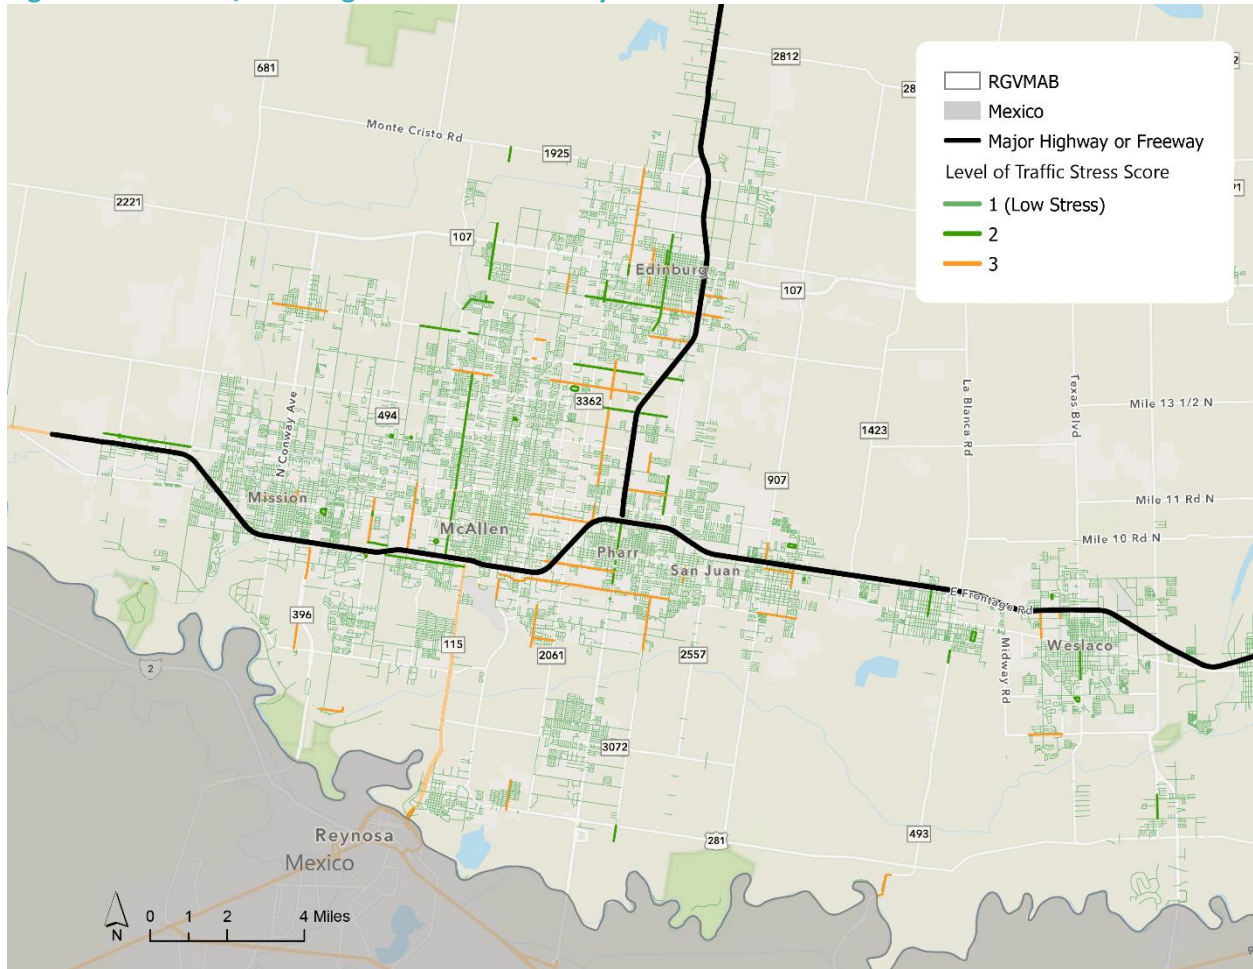 2812
681
Monte Cristo Rd
1925
2221
107
Edinburg
107
RGVMAB
Mexico
Major Highway or Freeway
Level of Traffic Stress Score
1 (Low Stress)
2
3
La Blanca Rd
Texas Blvd
Mile 13 1/2 N
3362
N Conway Ave
494
1423
907
Mile 11 Rd N
Mission
McAllen
Mile 10 Rd N
Pharr
San Juan
E Frontage Rd
396
115
2061
2557
Midway Rd
Weslaco
2
3072
Reynosa
Mexico
281
493
0 1 2 4 Miles
N